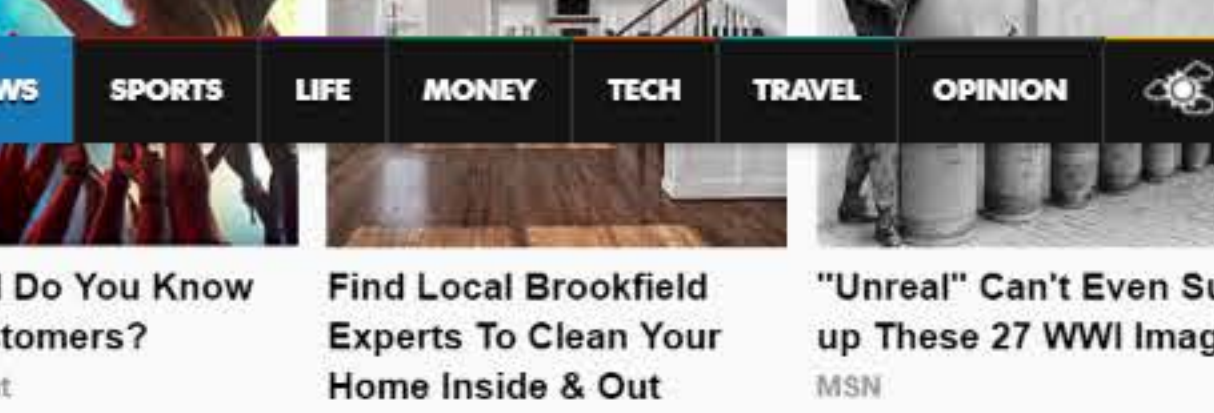 WS SPORTS LIFE MONEY TECH TRAVEL OPINION
Do You Know
tomers?
t
Find Local Brookfield
Experts To Clean Your
Home Inside & Out
"Unreal" Can't Even Su
up These 27 WWI Imag
MSN